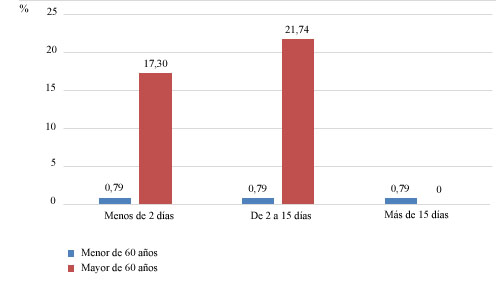 %
25
20
15
10
5
0
21,74
17,30
0,79
0,79
0,79
0
Menos de 2 días
De 2 a 15 días
Más de 15 días
Menor de 60 años
Mayor de 60 años